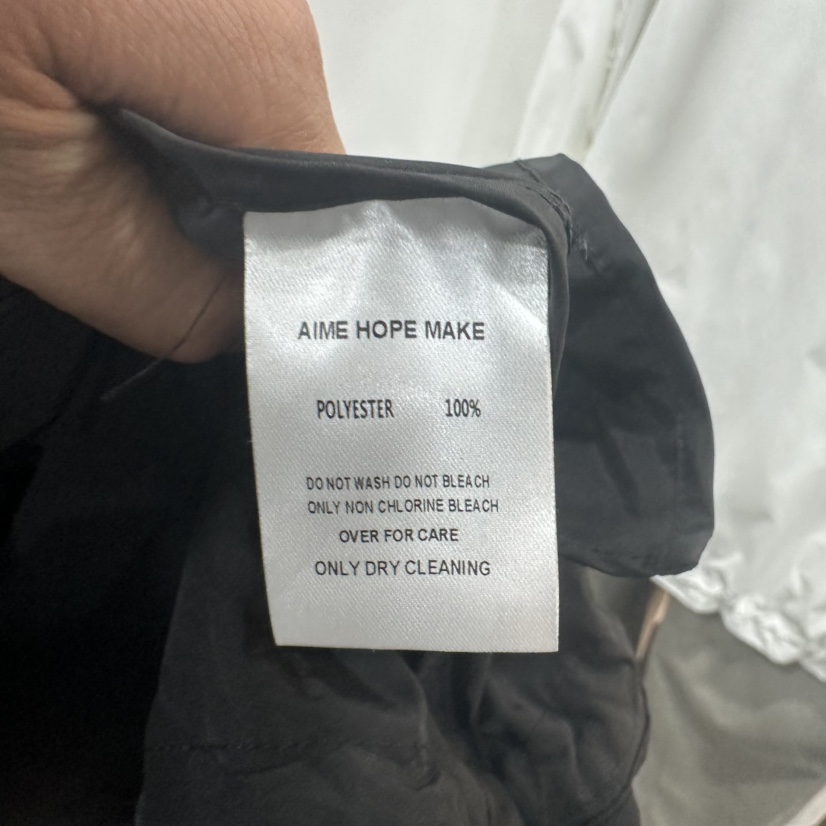 AIME HOPE MAKE
POLYESTER 100%
DO NOT WASH DO NOT BLEACH
ONLY NON CHLORINE BLEACH
OVER FOR CARE
ONLY DRY CLEANING